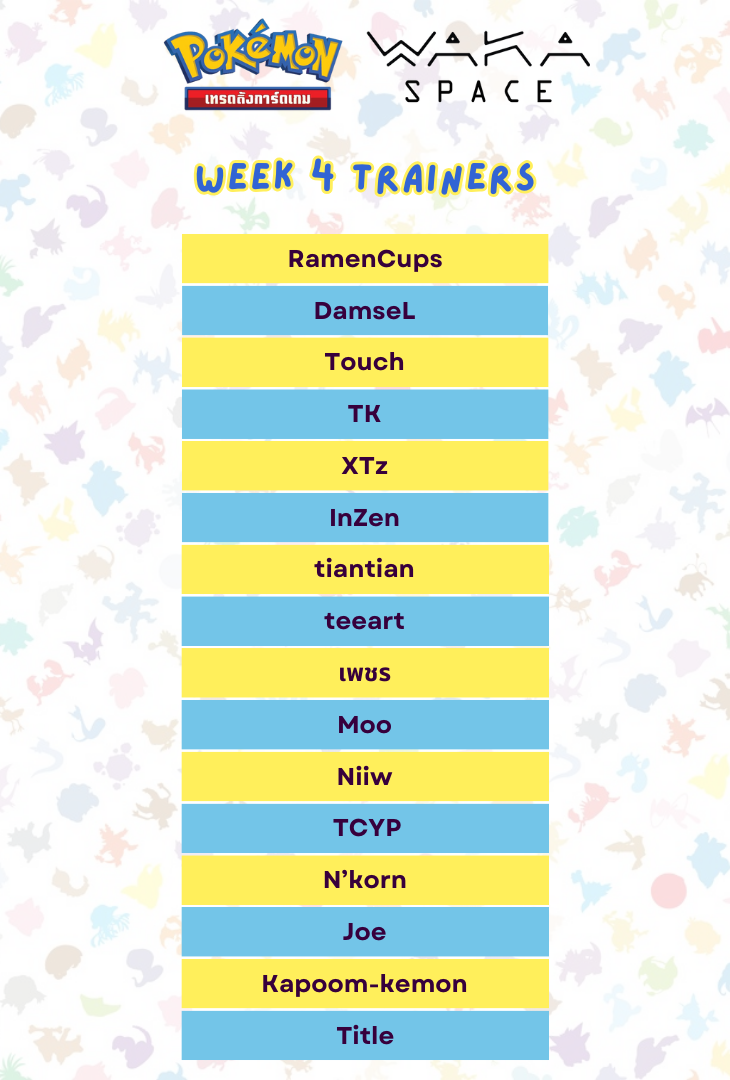 POKÉMON
เทรดดิ้งการ์ดเกม
WAKA
SPACE
WEEK 4 TRAINERS
RamenCups
DamseL
Touch
TK
XTz
InZen
tiantian
teeart
เพชร
Moo
Niiw
TCYP
N’korn
Joe
Kapoom-kemon
Title